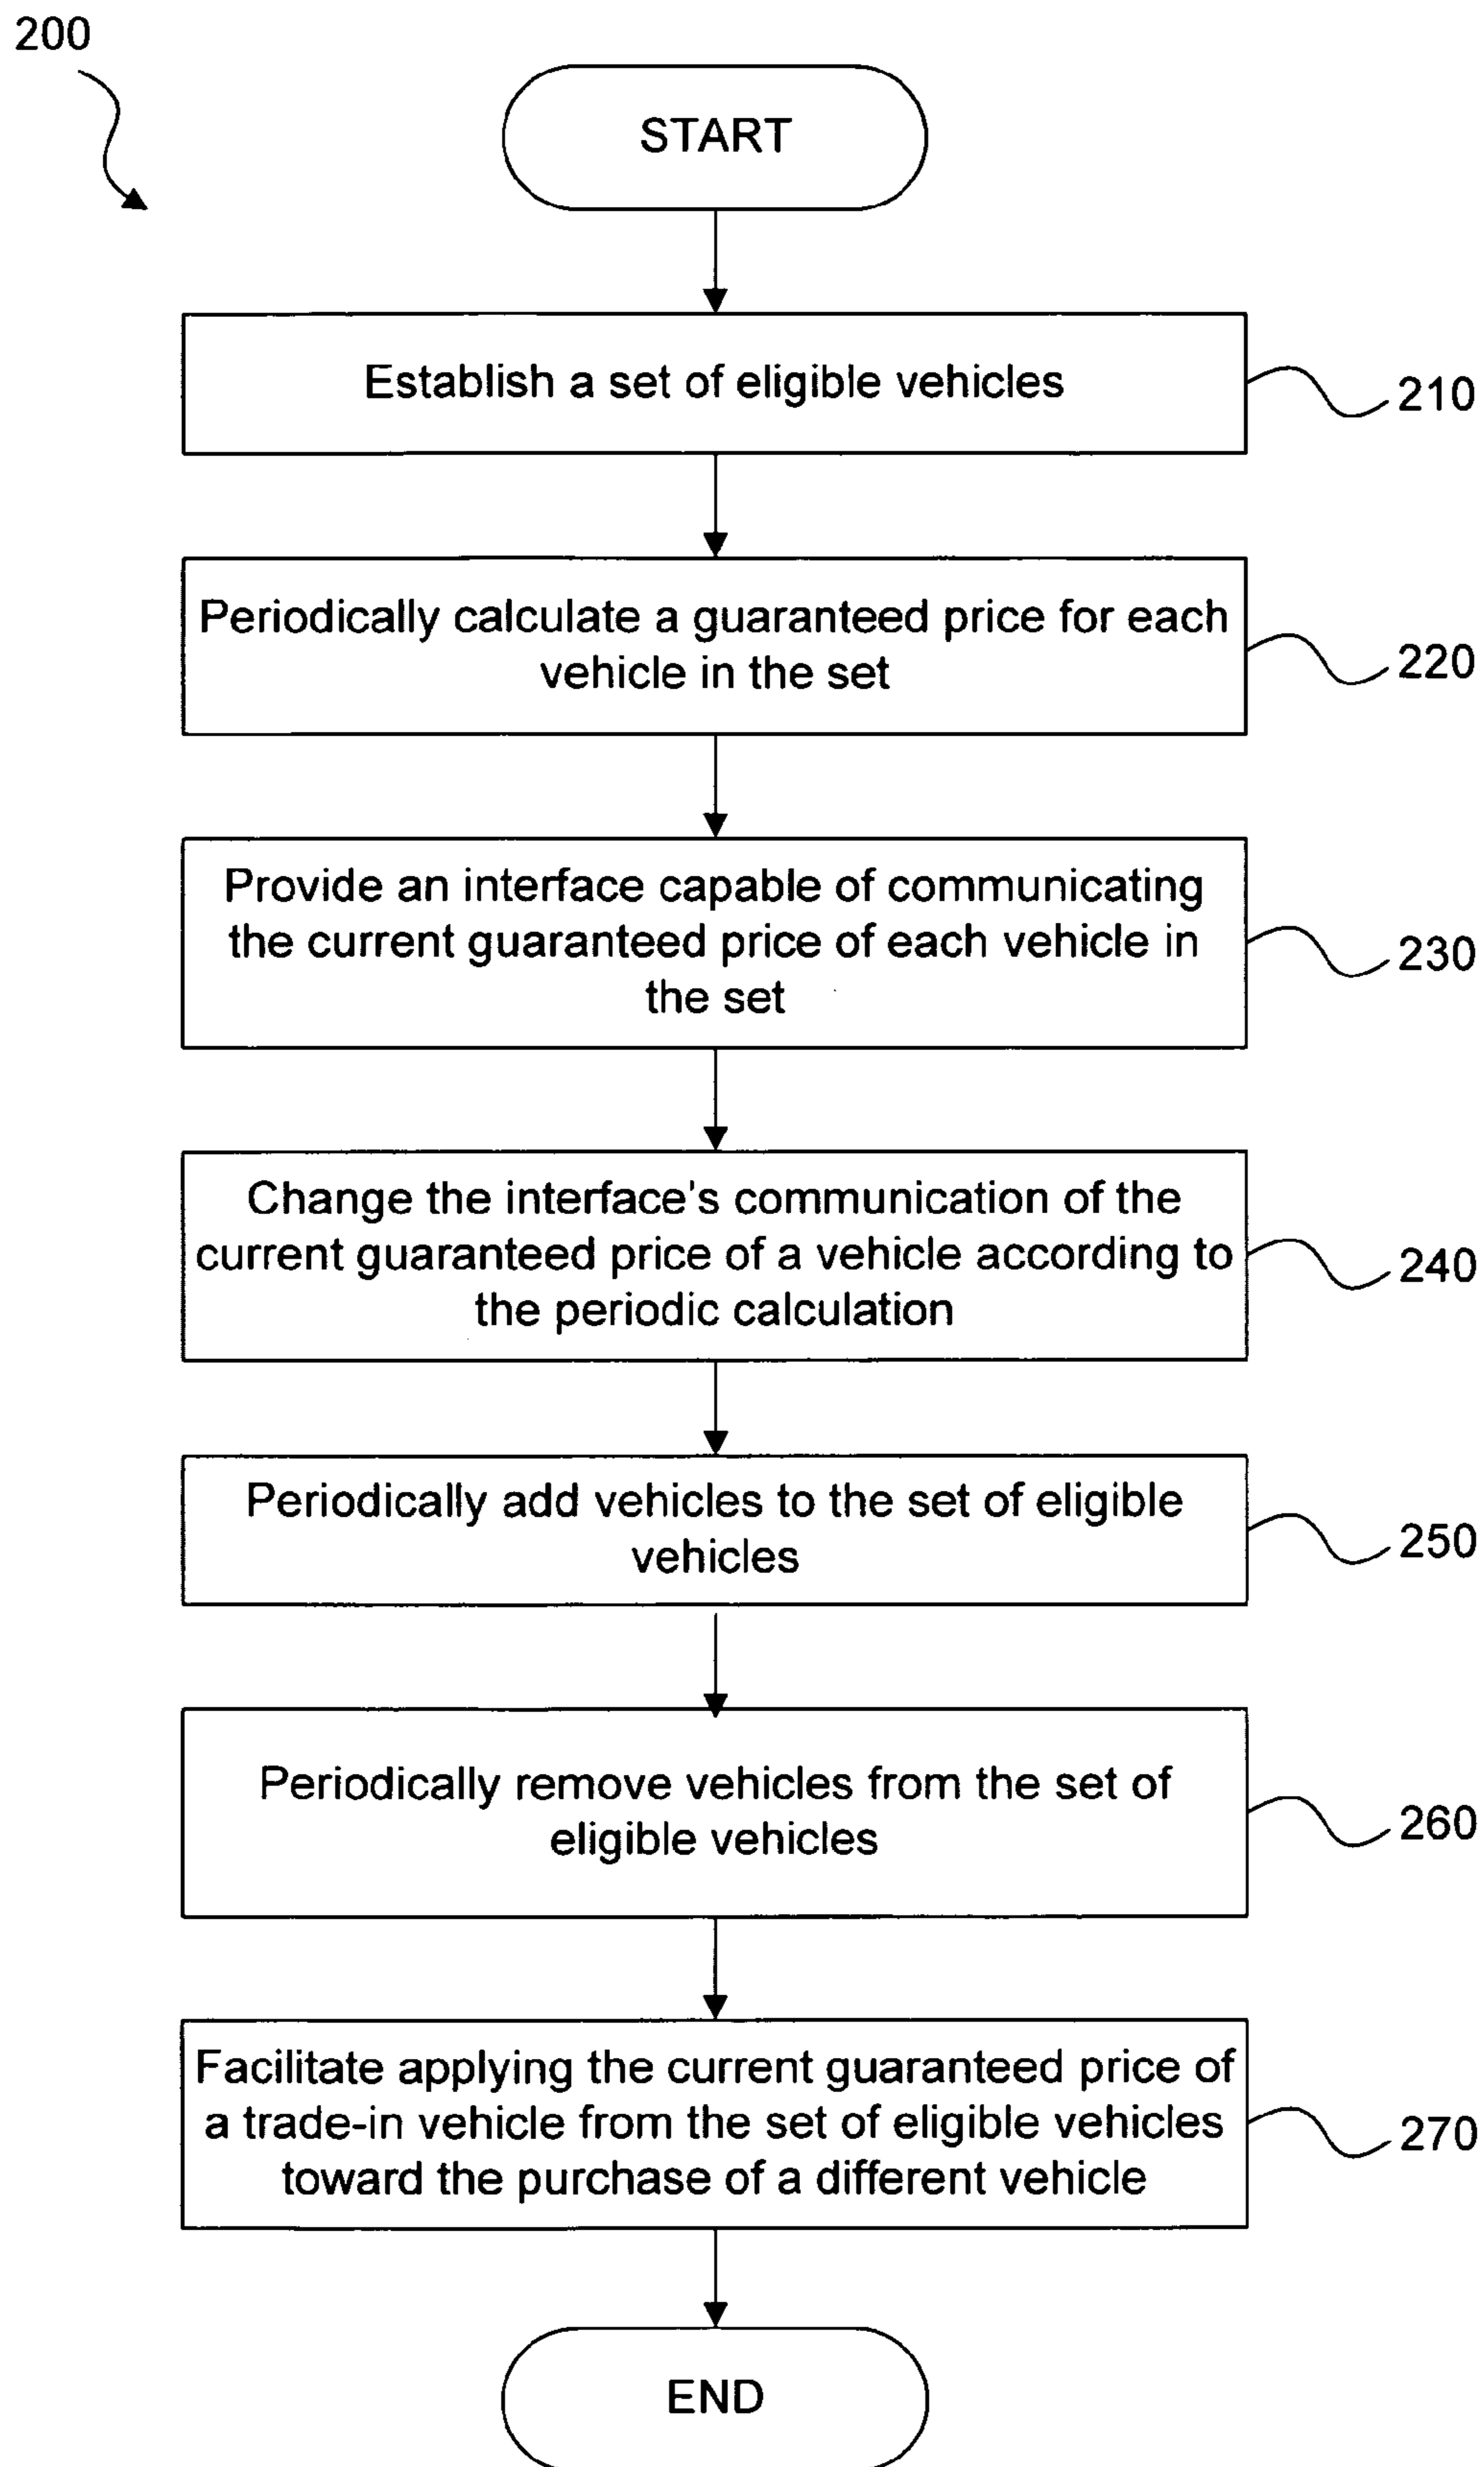 200
START
Establish a set of eligible vehicles
210
Periodically calculate a guaranteed price for each
vehicle in the set
220
Provide an interface capable of communicating
the current guaranteed price of each vehicle in
the set
230
Change the interface's communication of the
current guaranteed price of a vehicle according to
the periodic calculation
240
Periodically add vehicles to the set of eligible
vehicles
250
Periodically remove vehicles from the set of
eligible vehicles
260
Facilitate applying the current guaranteed price of
a trade-in vehicle from the set of eligible vehicles
toward the purchase of a different vehicle
270
END